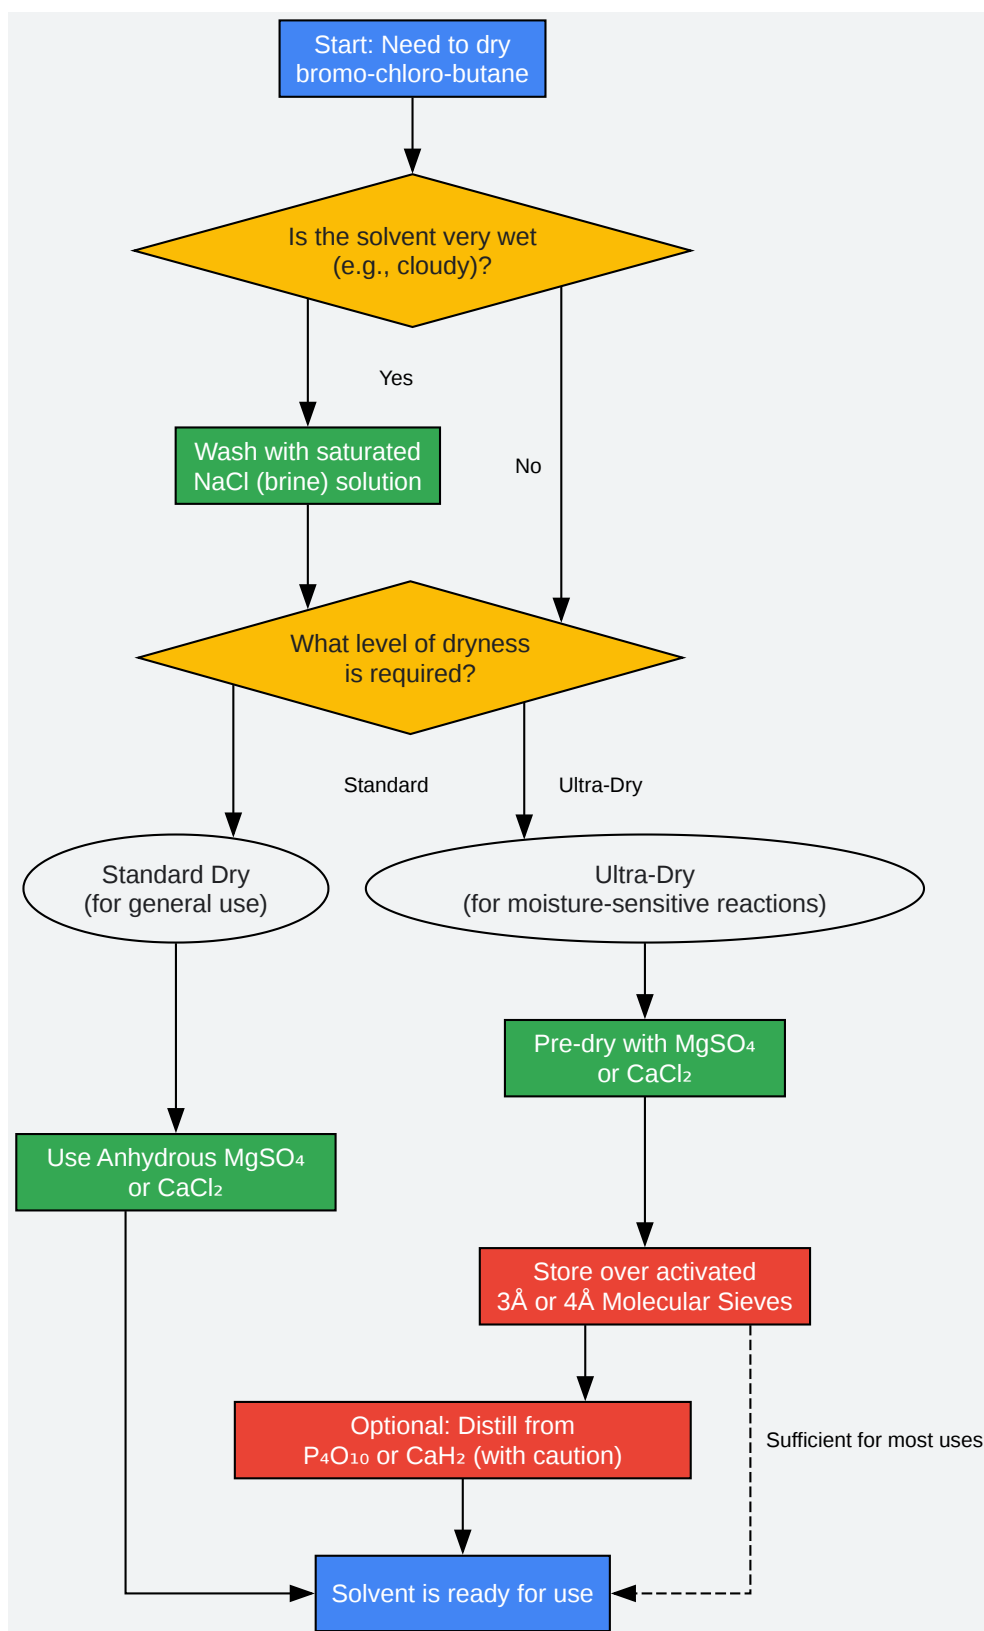 Start: Need to dry
bromo-chloro-butane
Is the solvent very wet
(e.g., cloudy)?
Yes
Wash with saturated
NaCl (brine) solution
No
What level of dryness
is required?
Standard
Ultra-Dry
Standard Dry
(for general use)
Ultra-Dry
(for moisture-sensitive reactions)
Pre-dry with MgSO₄
or CaCl₂
Use Anhydrous MgSO₄
or CaCl₂
Store over activated
3Å or 4Å Molecular Sieves
Optional: Distill from
P₄O₁₀ or CaH₂ (with caution)
Sufficient for most uses
Solvent is ready for use